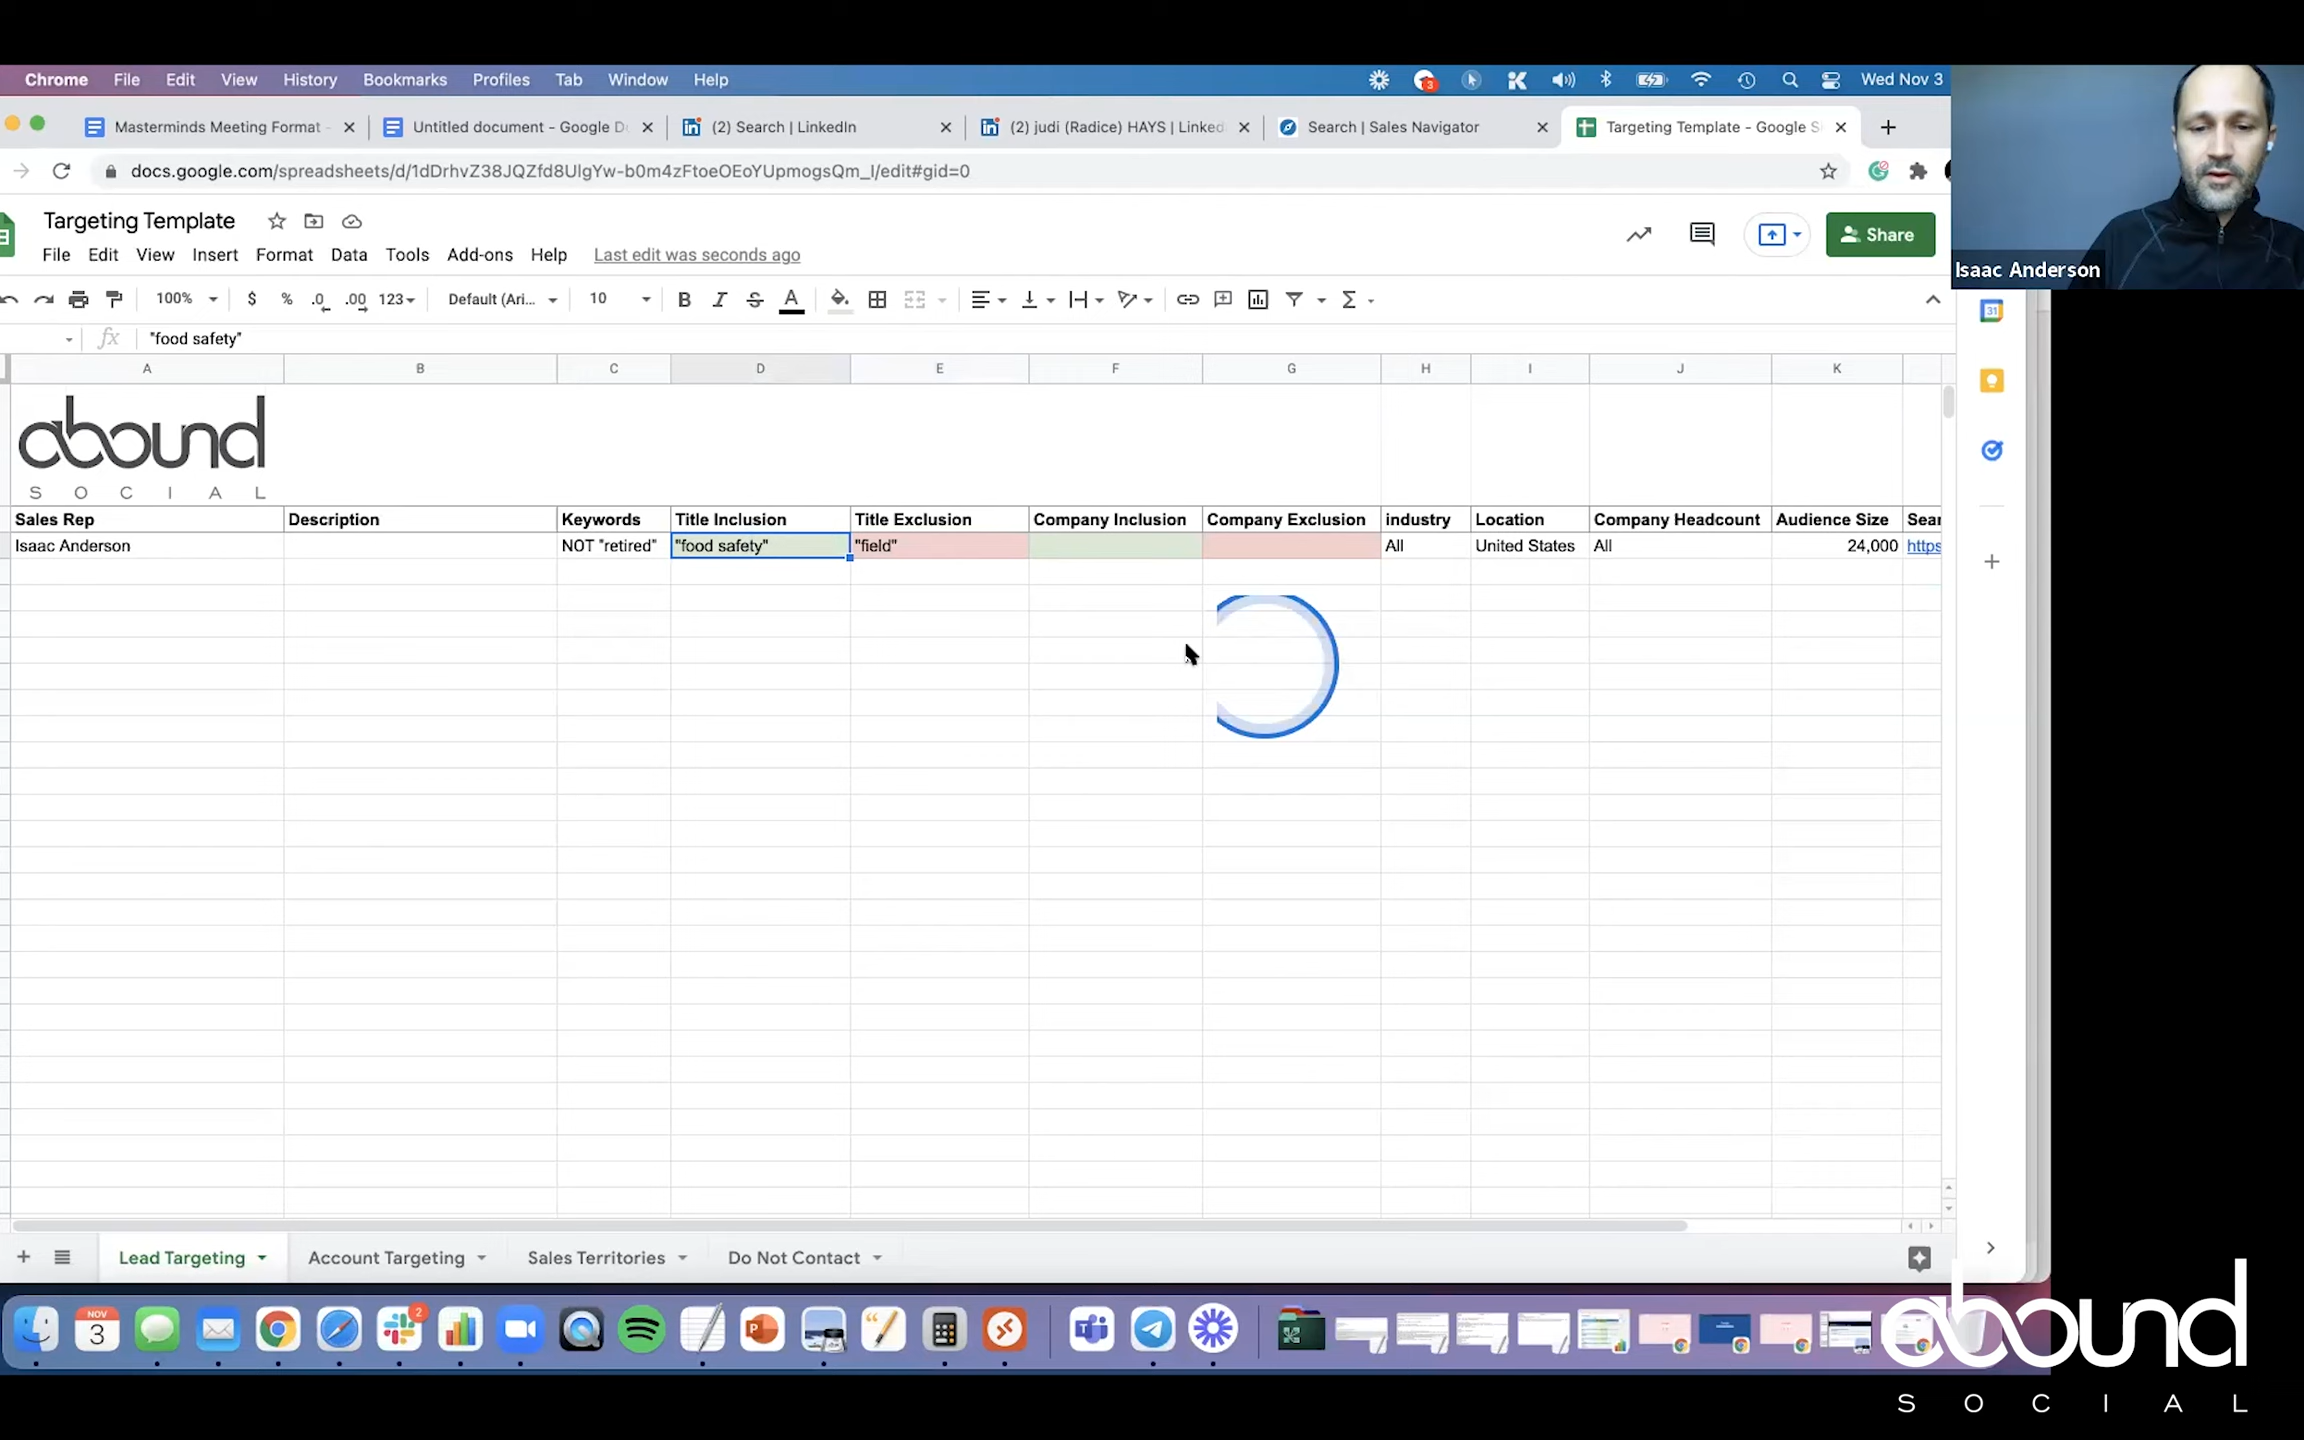 Chrome File Edit View History Bookmarks Profiles Tab Window Help
3
Wed Nov 3
Masterminds Meeting Format -
Untitled document - Google D
(2) Search | LinkedIn
(2) judi (Radice) HAYS | Linked
Search | Sales Navigator
Targeting Template - Google S
docs.google.com/spreadsheets/d/1dDrhvZ38JQZfd8UlgYw-b0m4zFtoeOEoYUpmogsQm_I/edit#gid=0
Targeting Template
Share
File Edit View Insert Format Data Tools Add-ons Help Last edit was seconds ago
Isaac Anderson
100% $ % .0 .00 123 Default (Ari... 10 B I S A
31
fx "food safety"
A B C D E F G H I J K
abound
SOCIAL
Sales Rep Description Keywords Title Inclusion Title Exclusion Company Inclusion Company Exclusion industry Location Company Headcount Audience Size Sear
Isaac Anderson NOT "retired" "food safety" "field" All United States All 24,000 https
Lead Targeting Account Targeting Sales Territories Do Not Contact
NOV
3
2
abound
SOCIAL